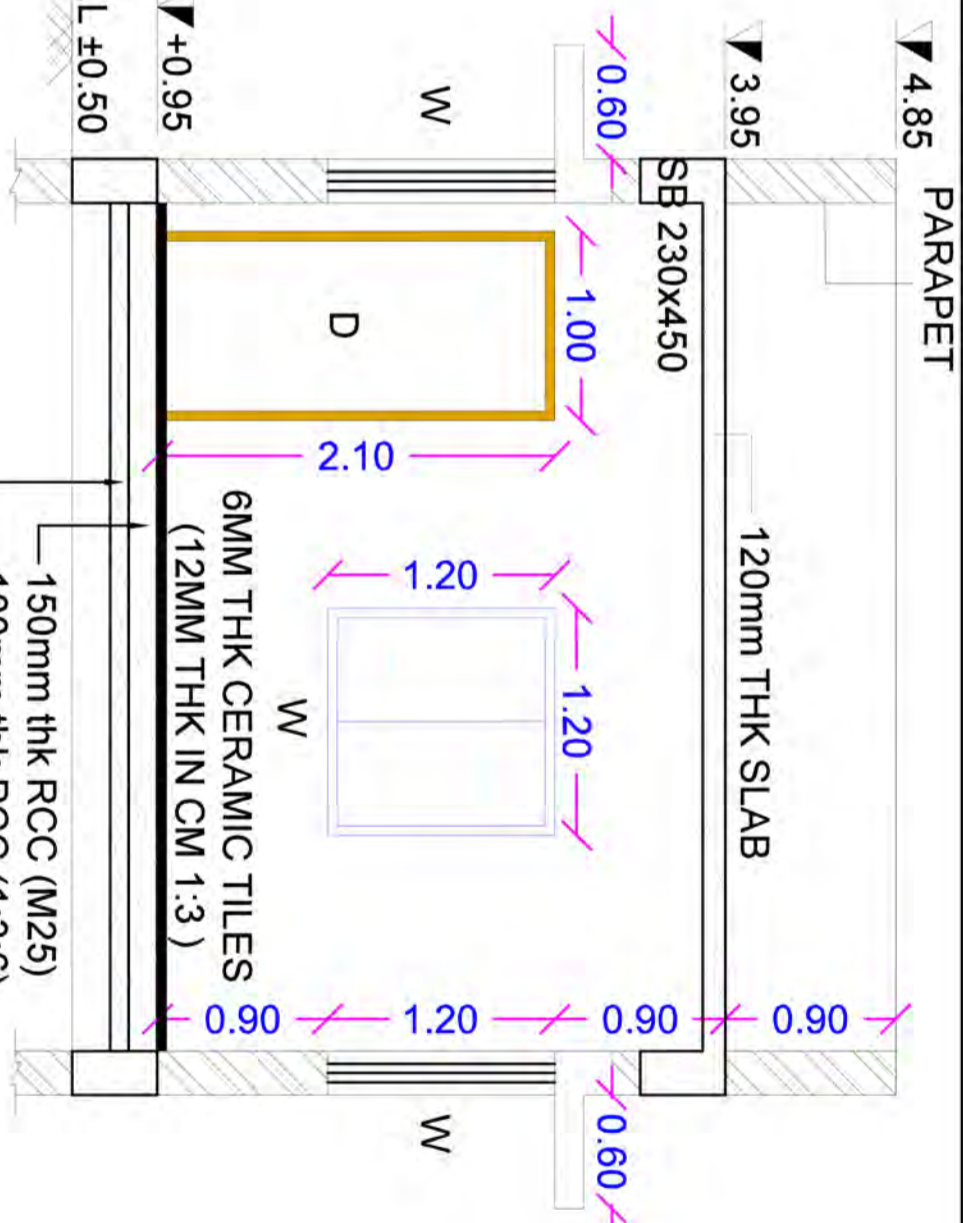 PARAPET
4.85
120mm THK SLAB
3.95
0.90
SB 230x450
0.60
1.00
1.20
0.90
0.60
W
D
2.10
1.20
1.20
W
W
6MM THK CERAMIC TILES
(12MM THK IN CM 1:3 )
0.90
+0.95
L ±0.50
150mm thk RCC (M25)